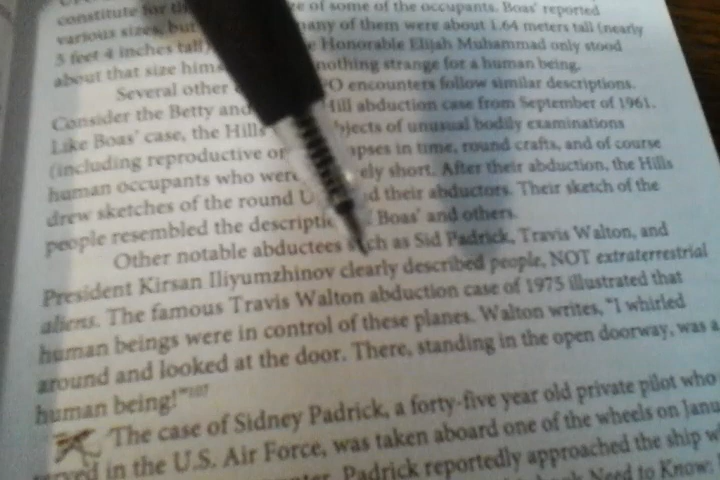 constitute for th e of some of the occupants. Boas' reported
various sizes, but any of them were about 1.64 meters tall (nearly
5 feet 4 inches tall) e Honorable Elijah Muhammad only stood
about that size hims nothing strange for a human being.
Several other O encounters follow similar descriptions.
Consider the Betty and Hill abduction case from September of 1961.
Like Boas' case, the Hills bjects of unusual bodily examinations
(including reproductive or apses in time, round crafts, and of course
human occupants who were ely short. After their abduction, the Hills
drew sketches of the round U d their abductors. Their sketch of the
people resembled the descriptio Boas' and others.
Other notable abductees such as Sid Padrick, Travis Walton, and
President Kirsan Iliyumzhinov clearly described people, NOT extraterrestrial
aliens. The famous Travis Walton abduction case of 1975 illustrated that
human beings were in control of these planes. Walton writes, "I whirled
around and looked at the door. There, standing in the open doorway, was a
human being!"107
The case of Sidney Padrick, a forty-five year old private pilot who
in the U.S. Air Force, was taken aboard one of the wheels on Janu
Padrick reportedly approached the ship w
Need to Know: